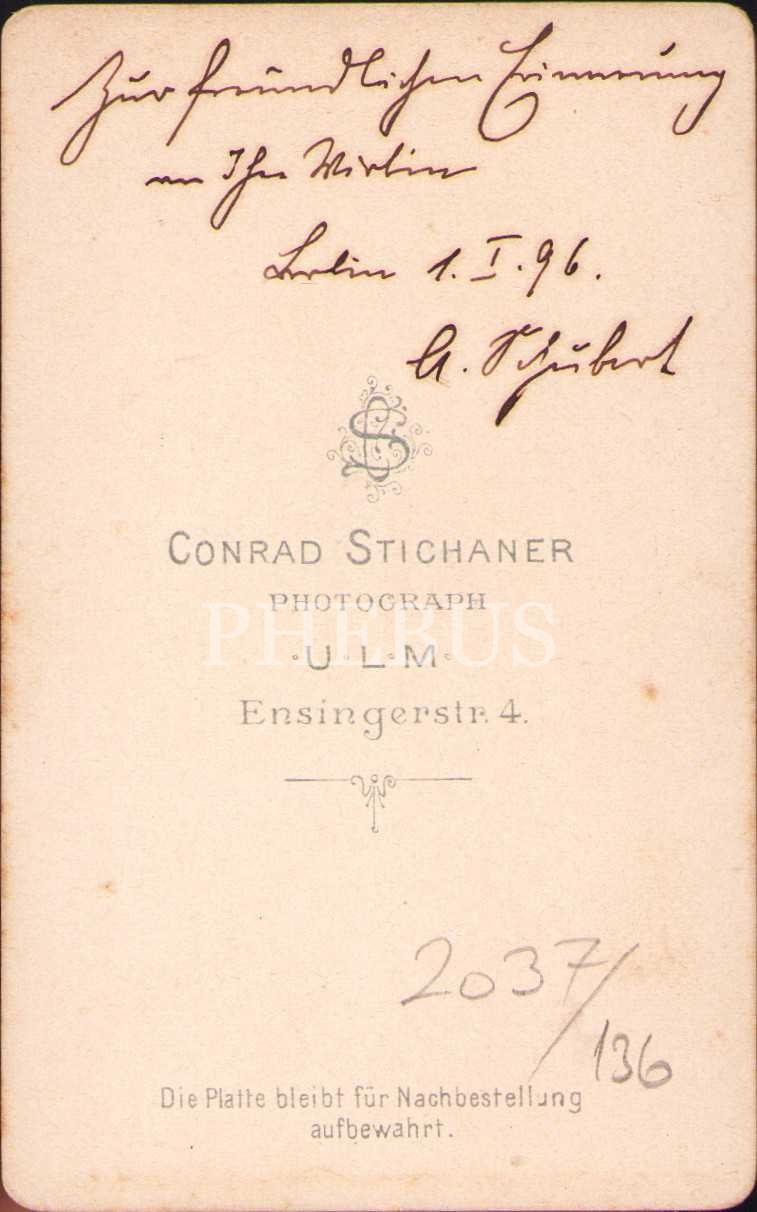 Zur freundlichen Erinnerung
an Ihre
Berlin 1. I. 96.
A. Schubert
CONRAD STICHANER
PHOTOGRAPH
PHEBUS
·U·L·M·
Ensingerstr. 4.
2037/
136
Die Platte bleibt für Nachbestellung
aufbewahrt.